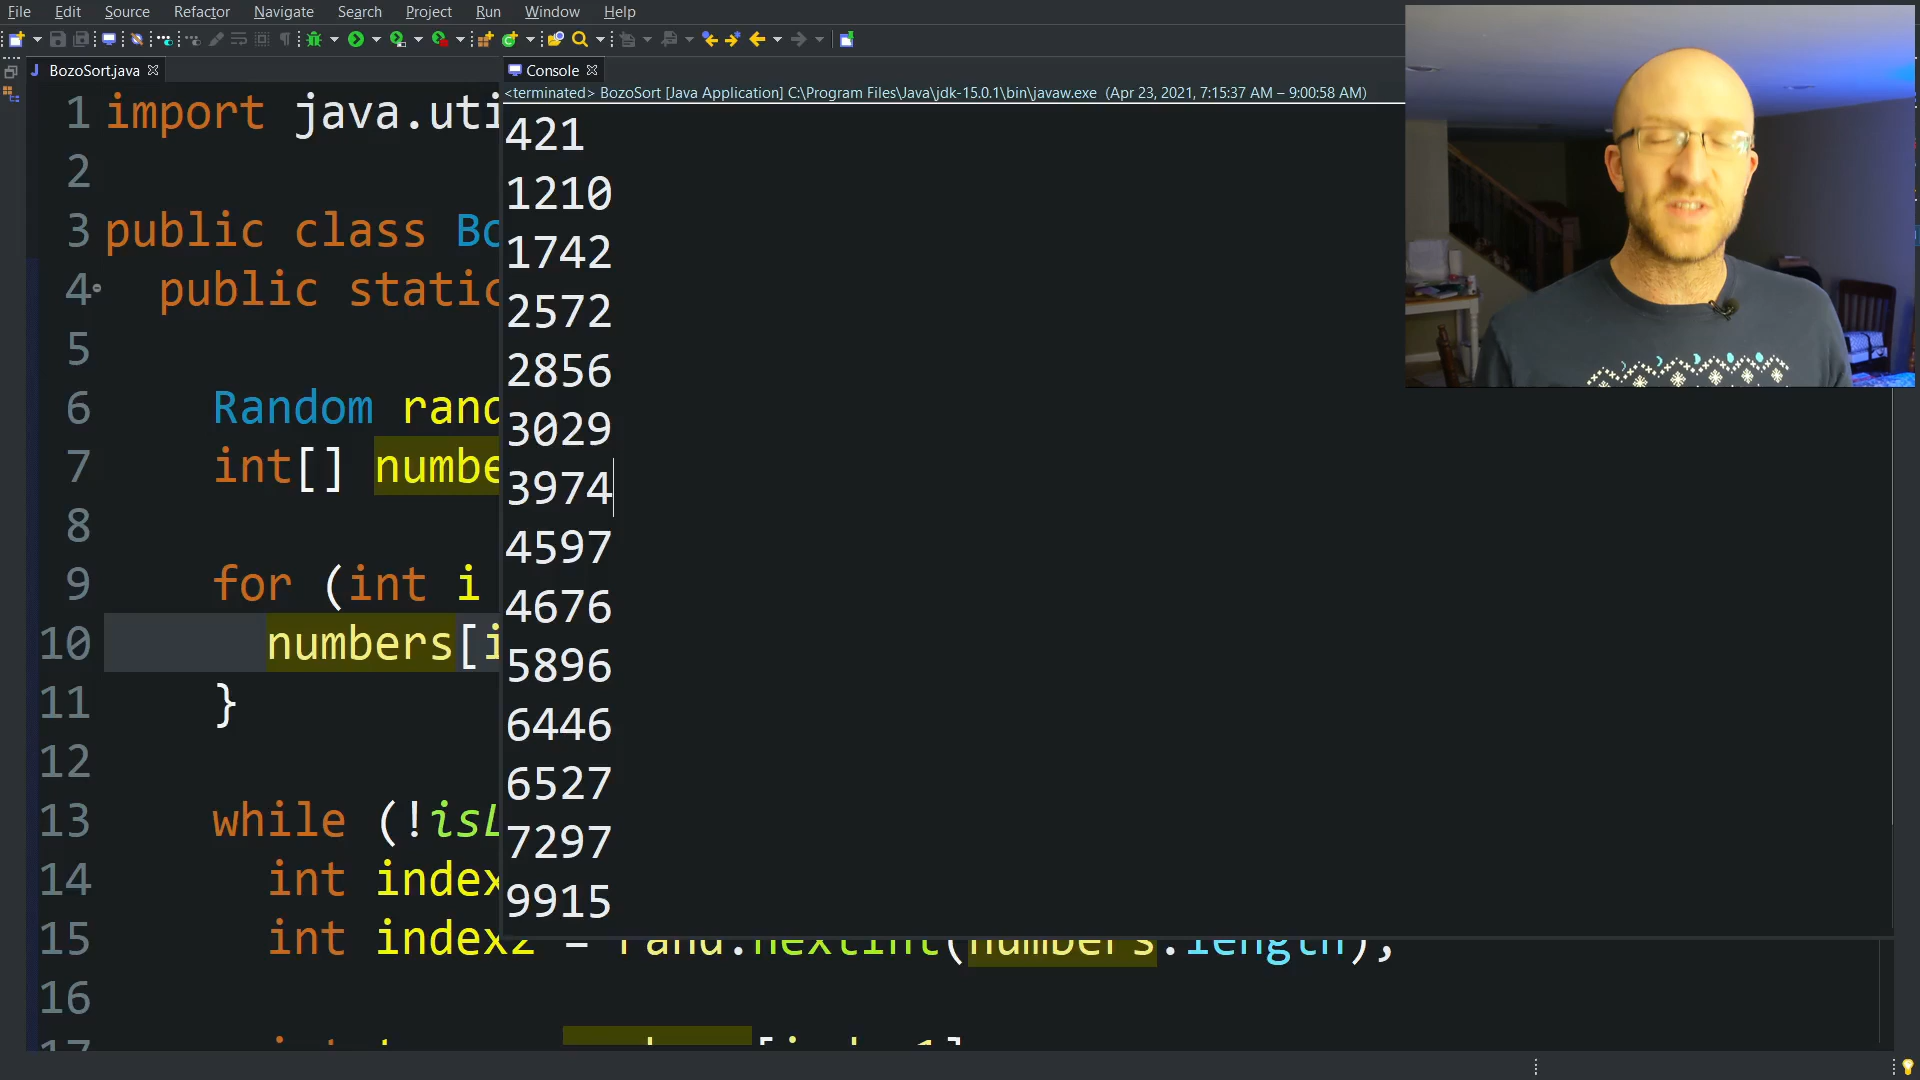 File Edit Source Refactor Navigate Search Project Run Window Help
BozoSort.java
Console
<terminated> BozoSort [Java Application] C:\Program Files\Java\jdk-15.0.1\bin\javaw.exe (Apr 23, 2021, 7:15:37 AM – 9:00:58 AM)
1 import java.uti
2
3 public class Bo
4 public static
5
6 Random rand
7 int[] numbe
8
9 for (int i
10 numbers[i
11 }
12
13 while (!isL
14 int index
15 int index2 = rand.nextInt(numbers.length);
16
17
421
1210
1742
2572
2856
3029
3974
4597
4676
5896
6446
6527
7297
9915